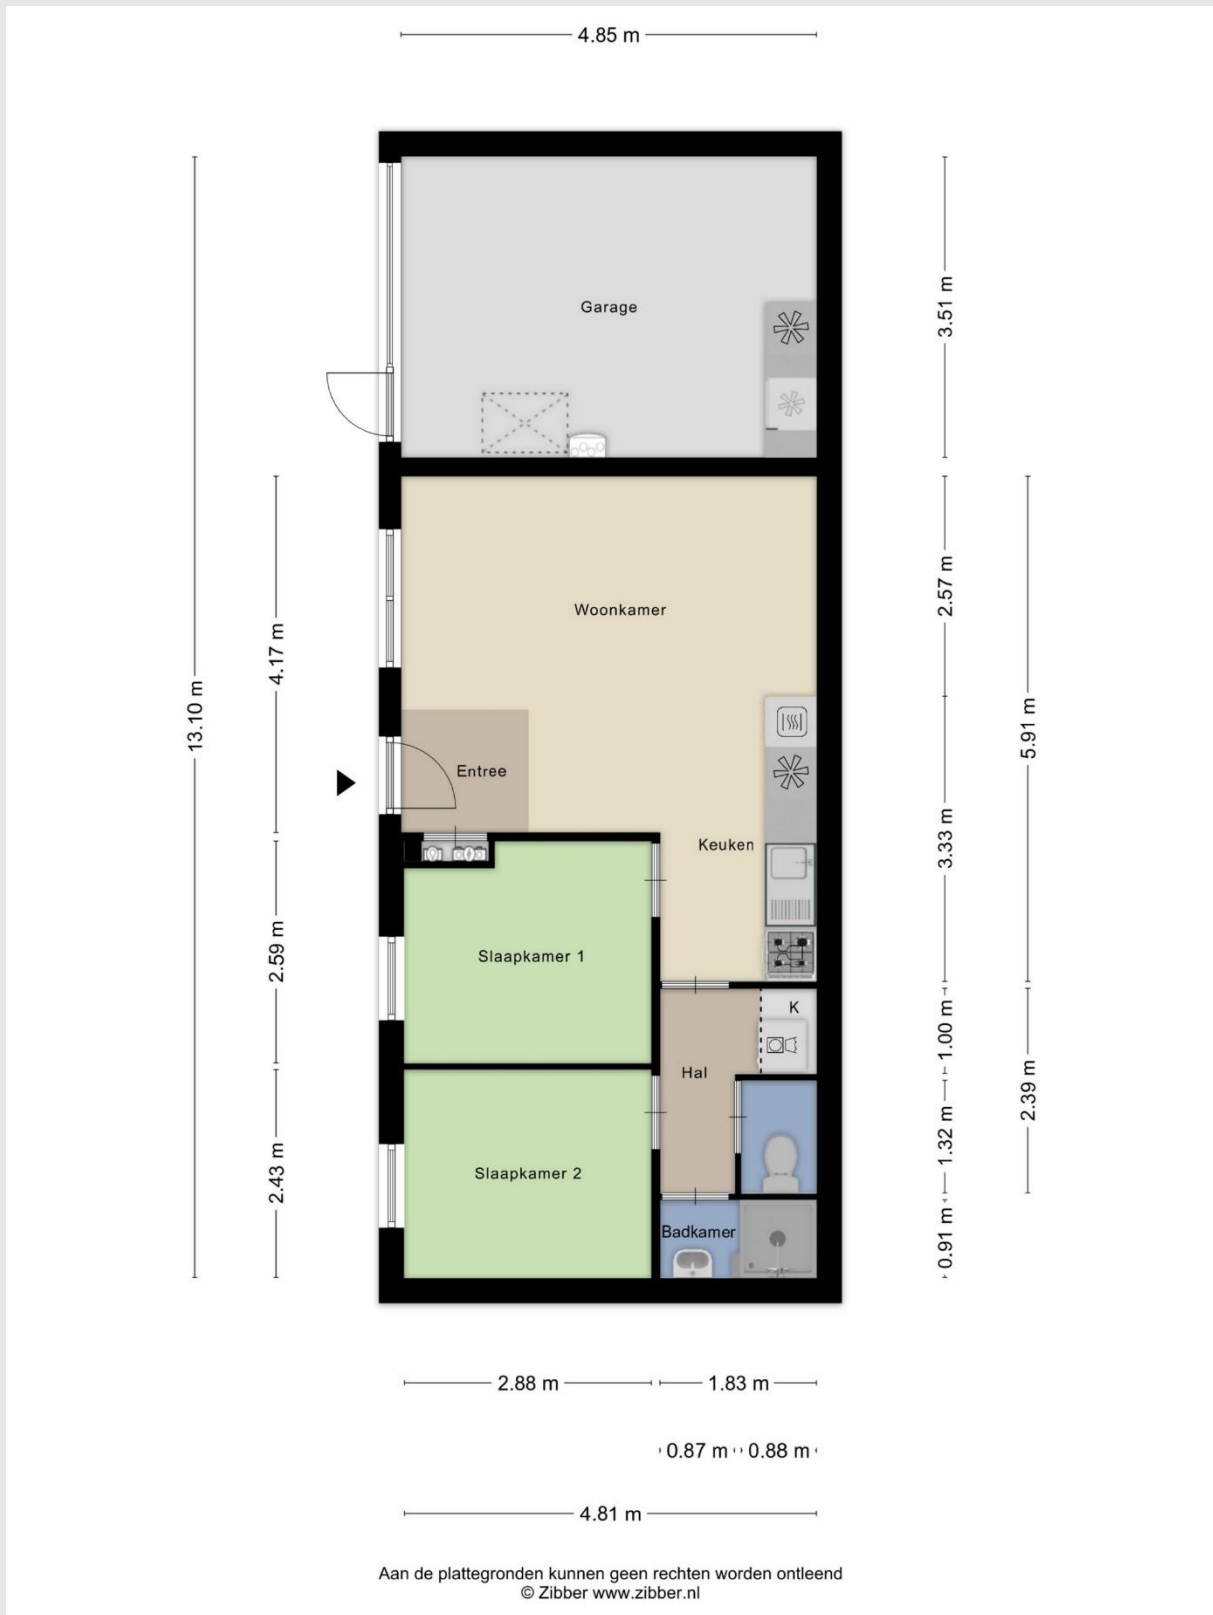 4.85 m
Garage
3.51 m
Woonkamer
2.57 m
4.17 m
13.10 m
5.91 m
Entree
Keuken
3.33 m
Slaapkamer 1
2.59 m
K
1.00 m
Hal
2.39 m
1.32 m
Slaapkamer 2
2.43 m
Badkamer
0.91 m
2.88 m
1.83 m
0.87 m
0.88 m
4.81 m
Aan de plattegronden kunnen geen rechten worden ontleend
© Zibber www.zibber.nl